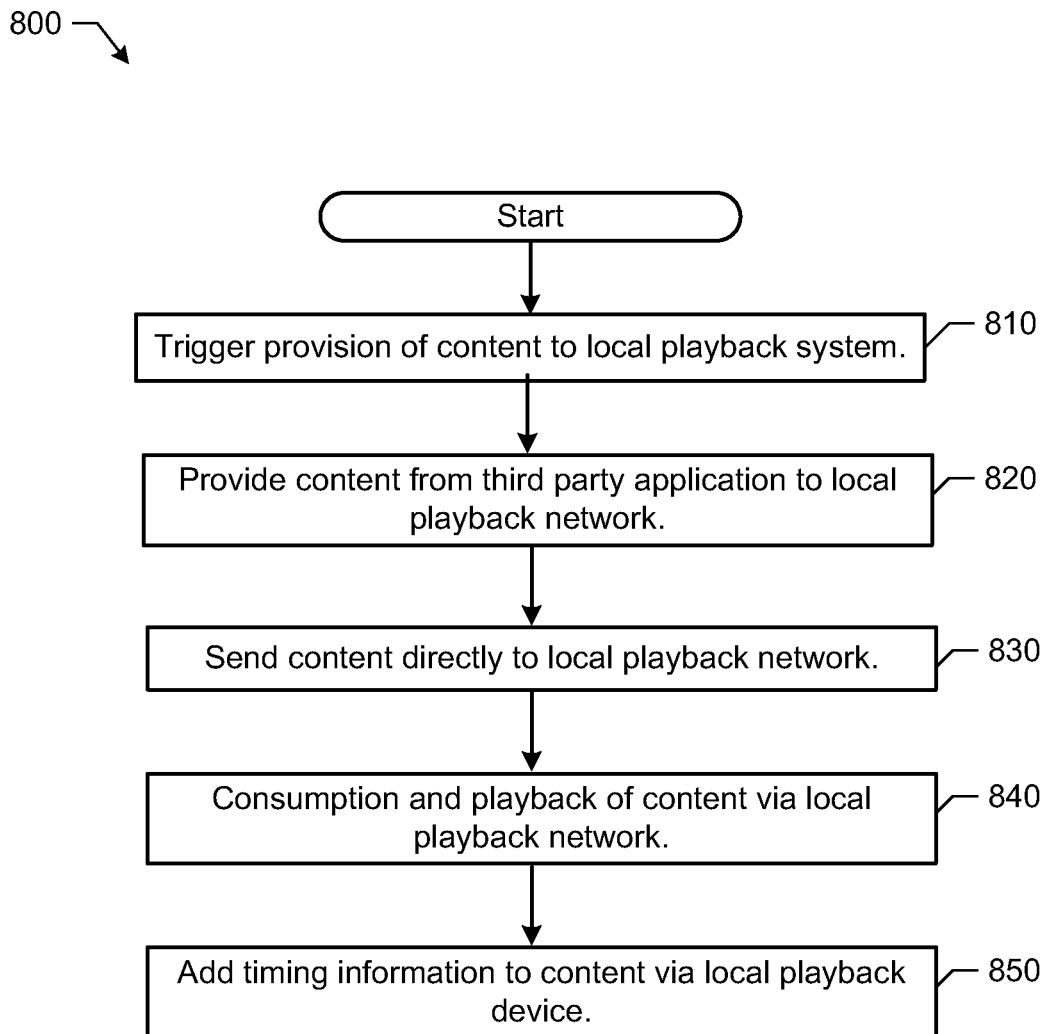 800
Start
Trigger provision of content to local playback system.
810
Provide content from third party application to local
playback network.
820
Send content directly to local playback network.
830
Consumption and playback of content via local
playback network.
840
Add timing information to content via local playback
device.
850